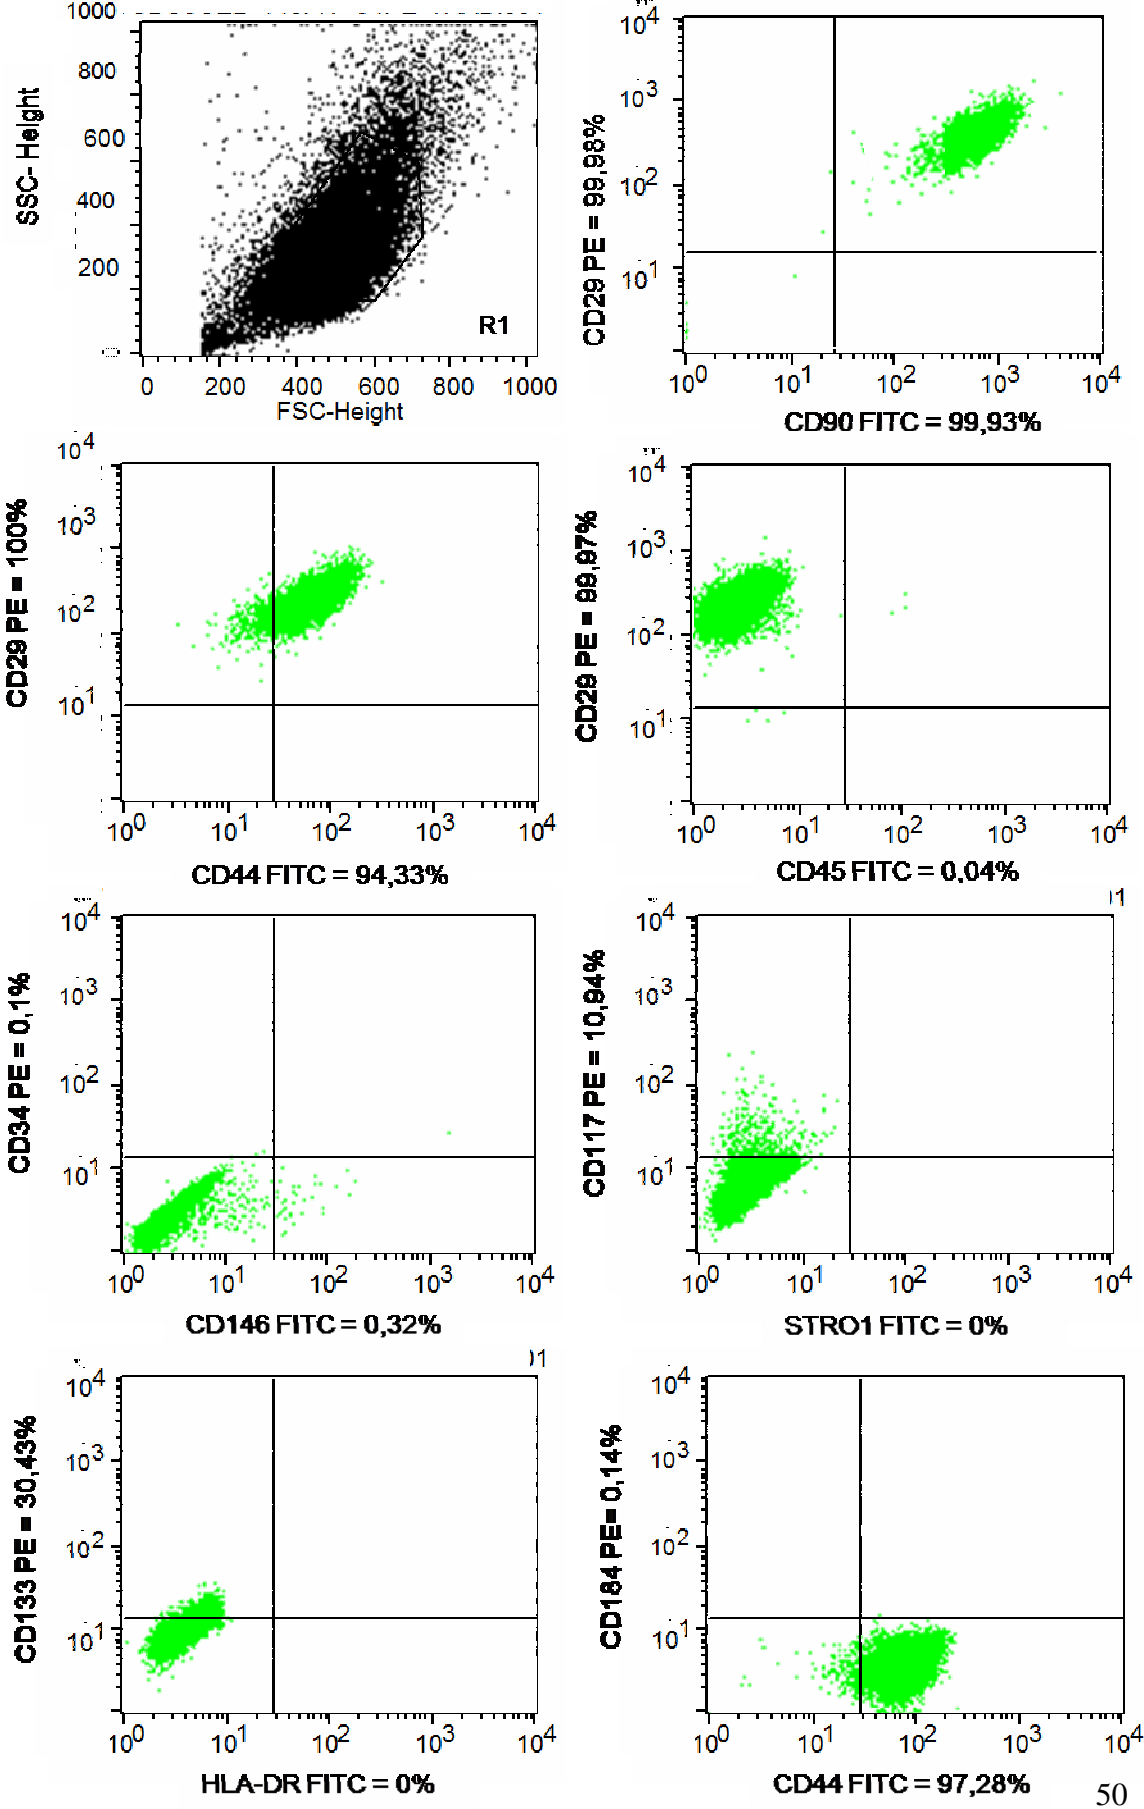 1000
800
600
400
200
SSC- Height
R1
0 200 400 600 800 1000
FSC-Height
10^4
10^3
10^2
10^1
CD29 PE = 99,98%
10^0 10^1 10^2 10^3 10^4
CD90 FITC = 99,93%
10^4
10^3
10^2
10^1
CD29 PE = 100%
10^0 10^1 10^2 10^3 10^4
CD44 FITC = 94,33%
10^4
10^3
10^2
10^1
CD29 PE = 99,97%
10^0 10^1 10^2 10^3 10^4
CD45 FITC = 0,04%
10^4
10^3
10^2
10^1
CD34 PE = 0,1%
10^0 10^1 10^2 10^3 10^4
CD146 FITC = 0,32%
10^4
10^3
10^2
10^1
CD117 PE = 10,94%
10^0 10^1 10^2 10^3 10^4
STRO1 FITC = 0%
10^4
10^3
10^2
10^1
CD133 PE = 30,43%
10^0 10^1 10^2 10^3 10^4
HLA-DR FITC = 0%
10^4
10^3
10^2
10^1
CD184 PE= 0,14%
10^0 10^1 10^2 10^3 10^4
CD44 FITC = 97,28%
50